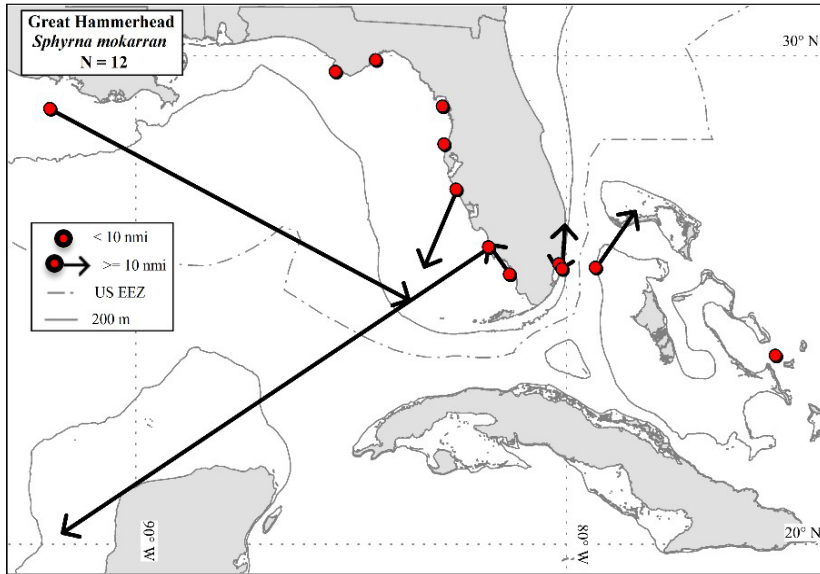 Great Hammerhead
Sphyrna mokarran
N = 12
30° N
< 10 nmi
>= 10 nmi
US EEZ
200 m
90° W
80° W
20° N